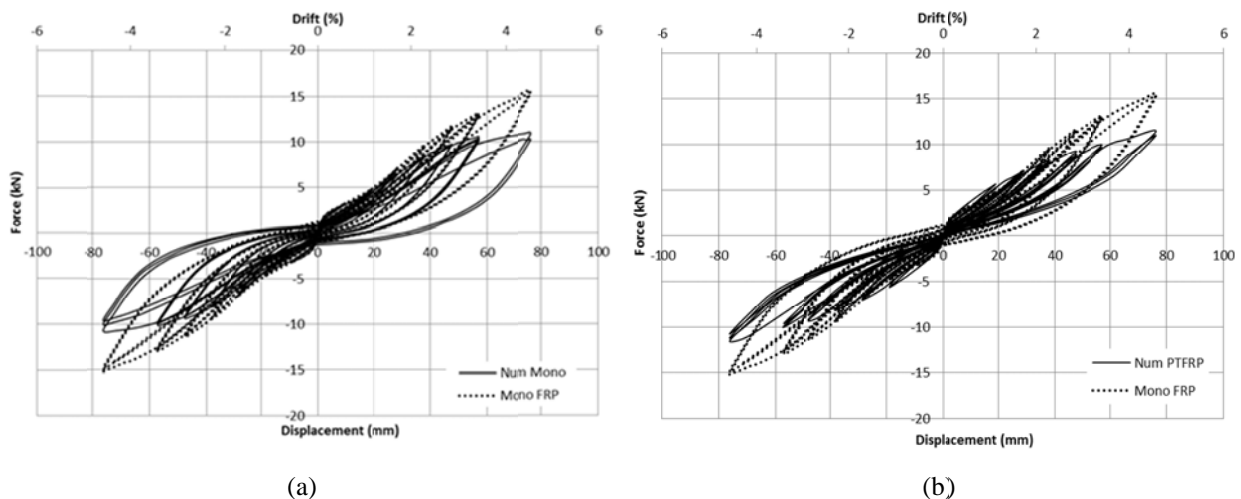 Drift (%)
-6 -4 -2 0 2 4 6
20
15
10
5
0
-5
-10
-15
-20
-100 -80 -60 -40 -20 0 20 40 60 80 100
Force (kN)
Num Mono
Mono FRP
Displacement (mm)
(a)
Drift (%)
-6 -4 -2 0 2 4 6
20
15
10
5
0
-5
-10
-15
-20
-100 -80 -60 -40 -20 0 20 40 60 80 100
Force (kN)
Num PTFRP
Mono FRP
Displacement (mm)
(b)